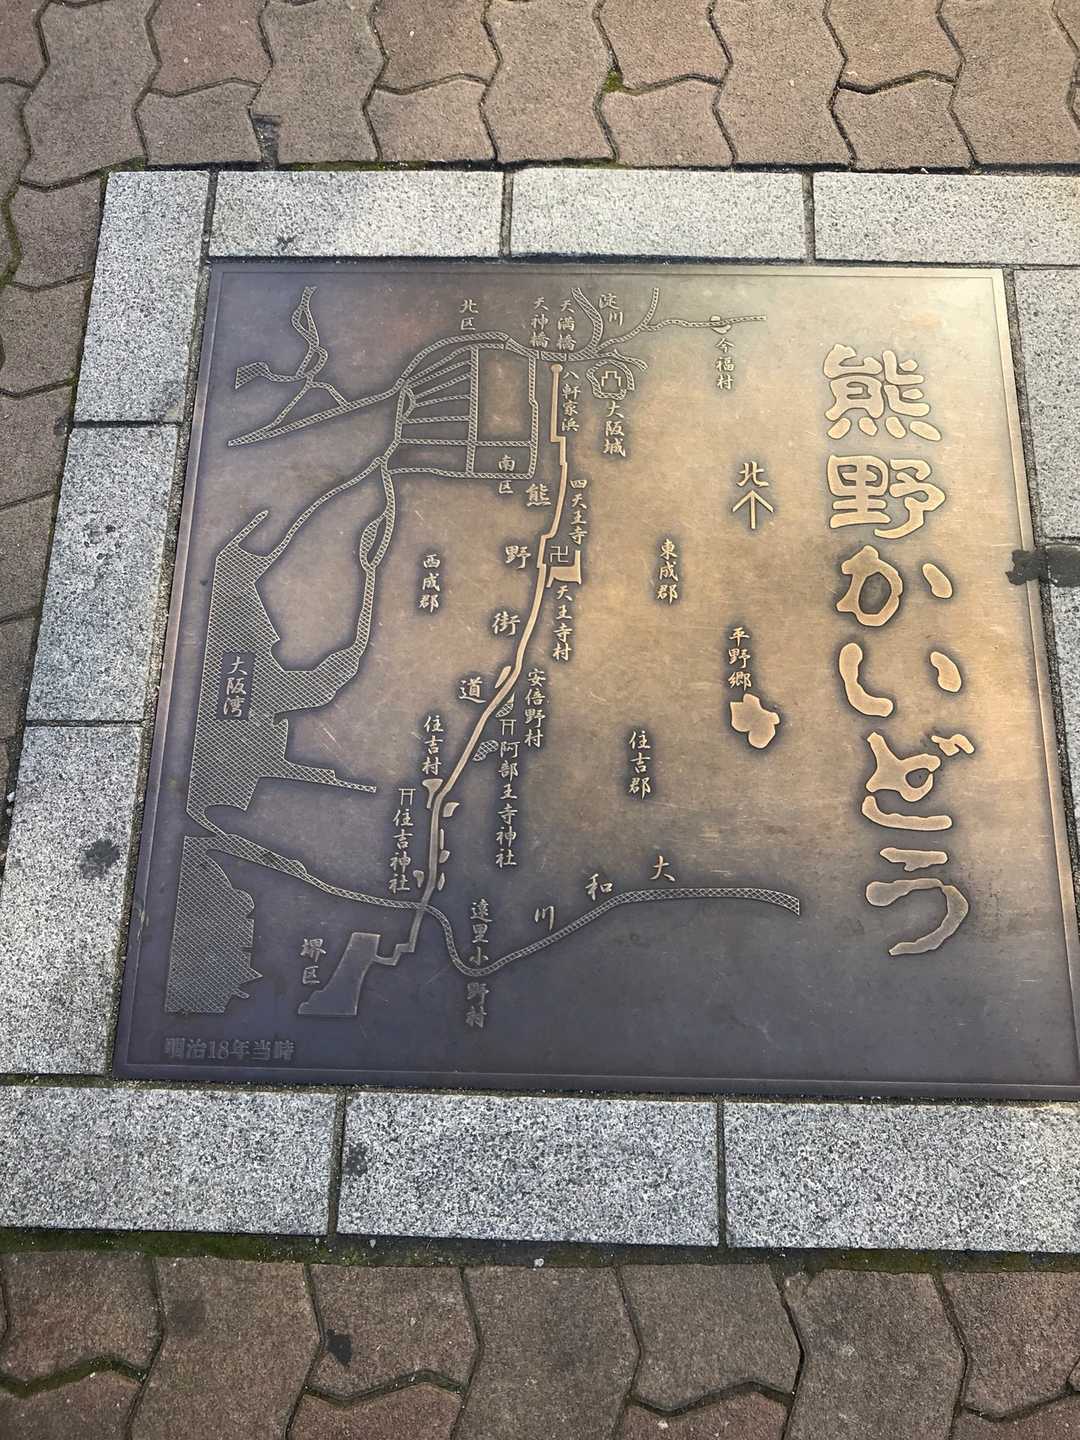 熊野かいどう
北
淀川
天満橋
天神橋
北区
今福村
八軒家浜
大阪城
南区
四天王寺
熊野街道
東成郡
西成郡
天王寺村
平野郷
大阪湾
安倍野村
阿部王寺神社
住吉村
住吉郡
住吉神社
大和川
遠里小野村
堺区
明治18年当時